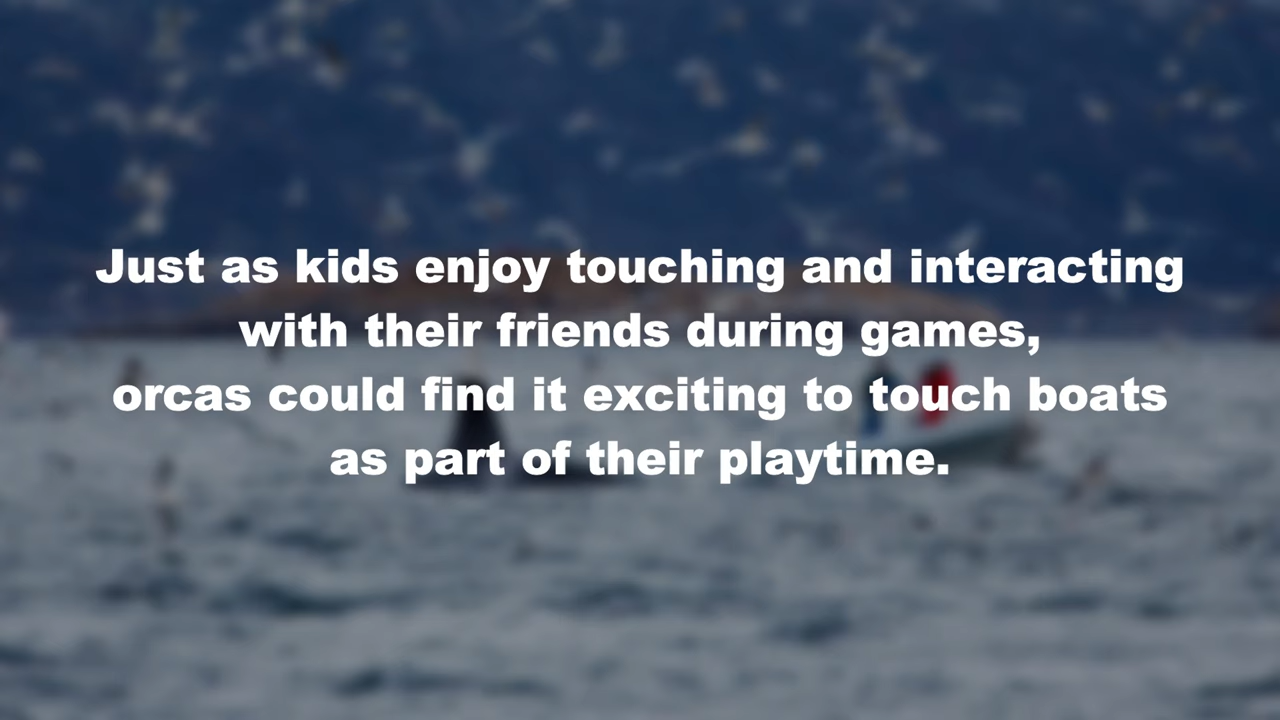 Just as kids enjoy touching and interacting
with their friends during games,
orcas could find it exciting to touch boats
as part of their playtime.